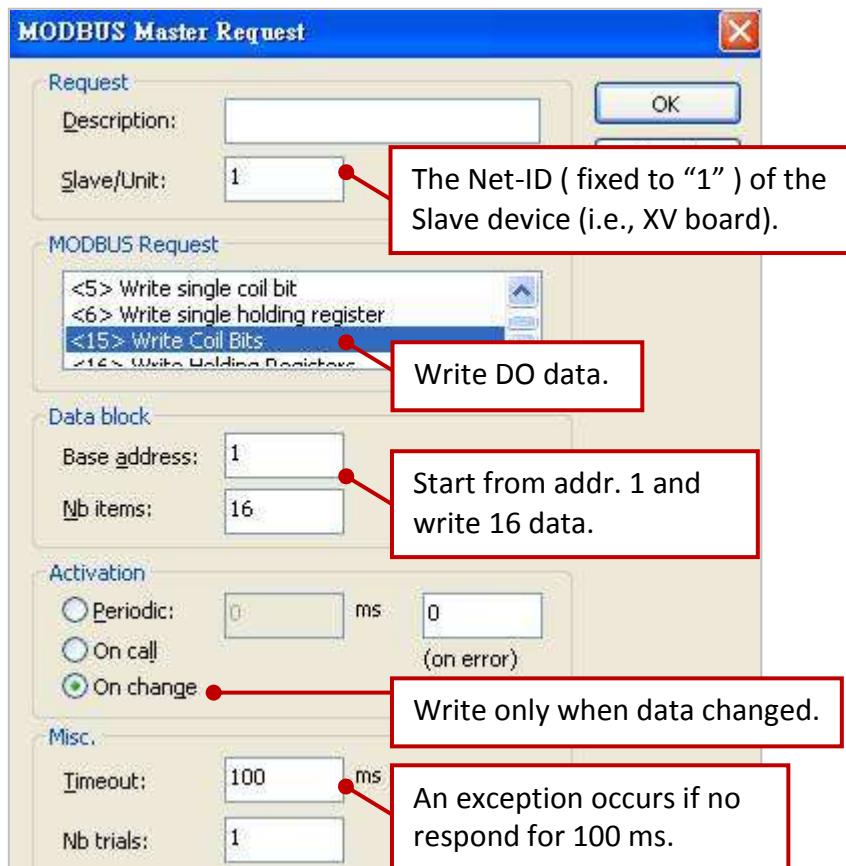 MODBUS Master Request
Request
Description:
OK
Slave/Unit: 1
The Net-ID ( fixed to “1” ) of the
Slave device (i.e., XV board).
MODBUS Request
<5> Write single coil bit
<6> Write single holding register
<15> Write Coil Bits
<16> Write Holding Registers
Write DO data.
Data block
Base address: 1
Nb items: 16
Start from addr. 1 and
write 16 data.
Activation
Periodic: 0 ms 0
On call (on error)
On change
Write only when data changed.
Misc.
Timeout: 100 ms
An exception occurs if no
respond for 100 ms.
Nb trials: 1